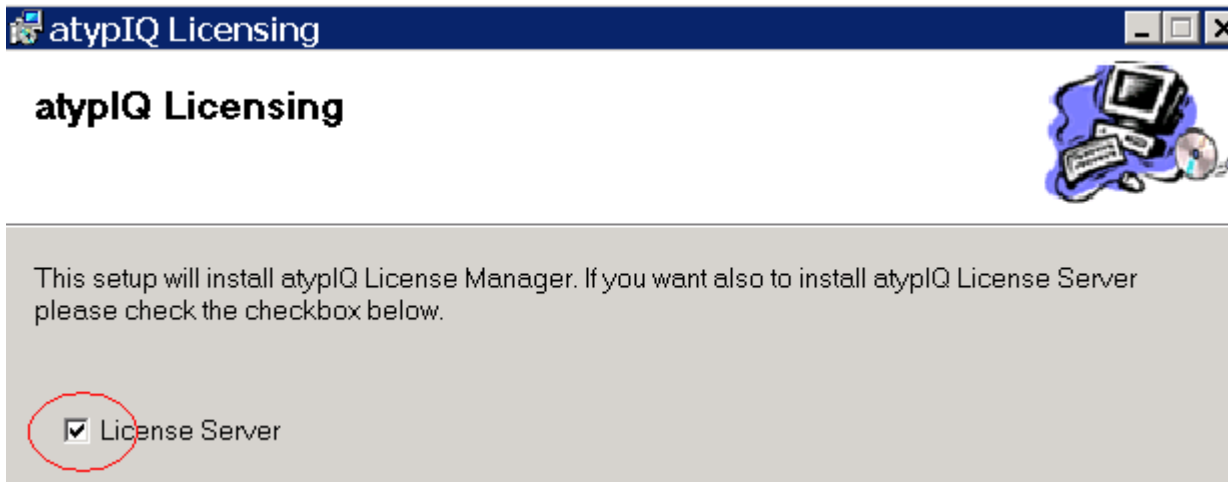 atypIQ Licensing
atypIQ Licensing
This setup will install atypIQ License Manager. If you want also to install atypIQ License Server
please check the checkbox below.
License Server